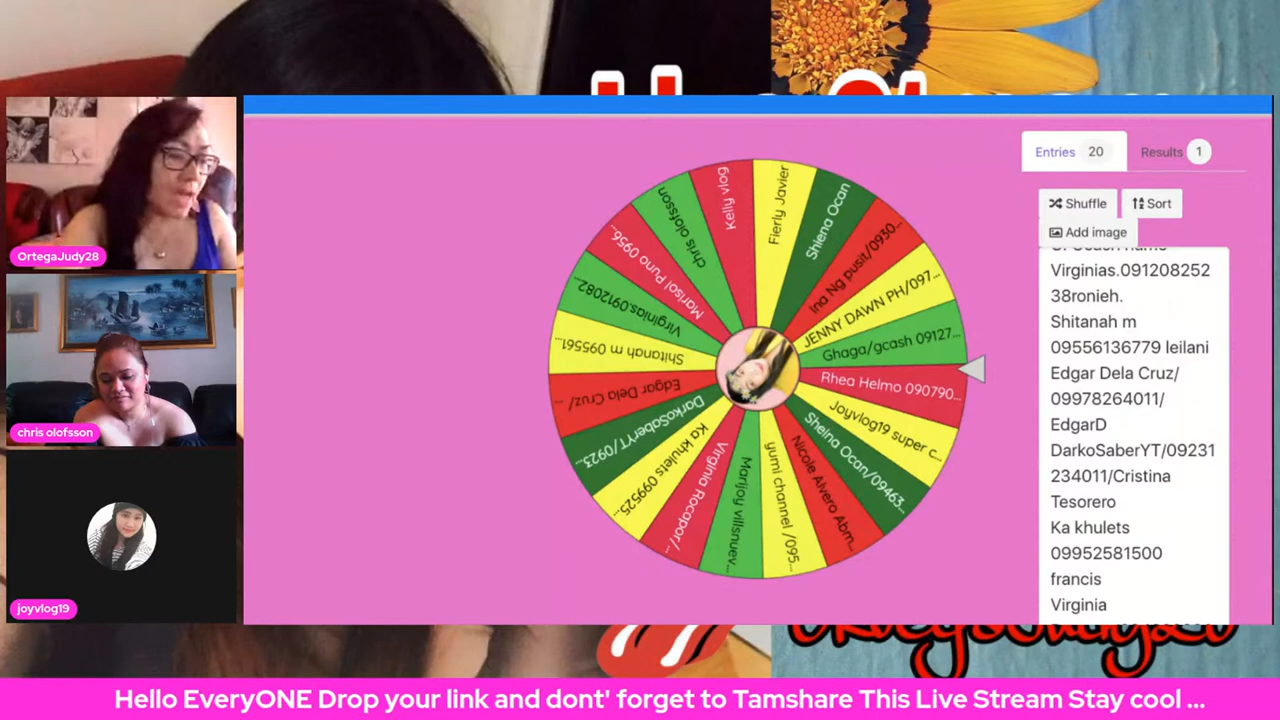 OrtegaJudy28
chris olofsson
joyvlog19
Entries 20
Results 1
Shuffle
Sort
Add image
Virginias.091208252
38ronieh.
Shitanah m
09556136779 leilani
Edgar Dela Cruz/
09978264011/
EdgarD
DarkoSaberYT/09231
234011/Cristina
Tesorero
Ka khulets
09952581500
francis
Virginia
Kelly vlog
Fierly Javier
Shiena Ocan
Ina Ng pusit/0930...
JENNY DAWN PH/097...
Ghaga/gcash 09127...
Rhea Helmo 090790...
Joyvlog19 super c...
Sheina Ocan/09463...
Nicole Alvero Abm...
yumi channel /095...
Marijoy villsnuev...
Virginia Rocapor/...
Ka khulets 099525...
DarkoSaberYT/0923...
Edgar Dela Cruz/ ...
Shitanah m 095561...
Virginias.0912082...
Marisol Puno 0956...
chris olofsson
Hello EveryONE Drop your link and dont' forget to Tamshare This Live Stream Stay cool ...